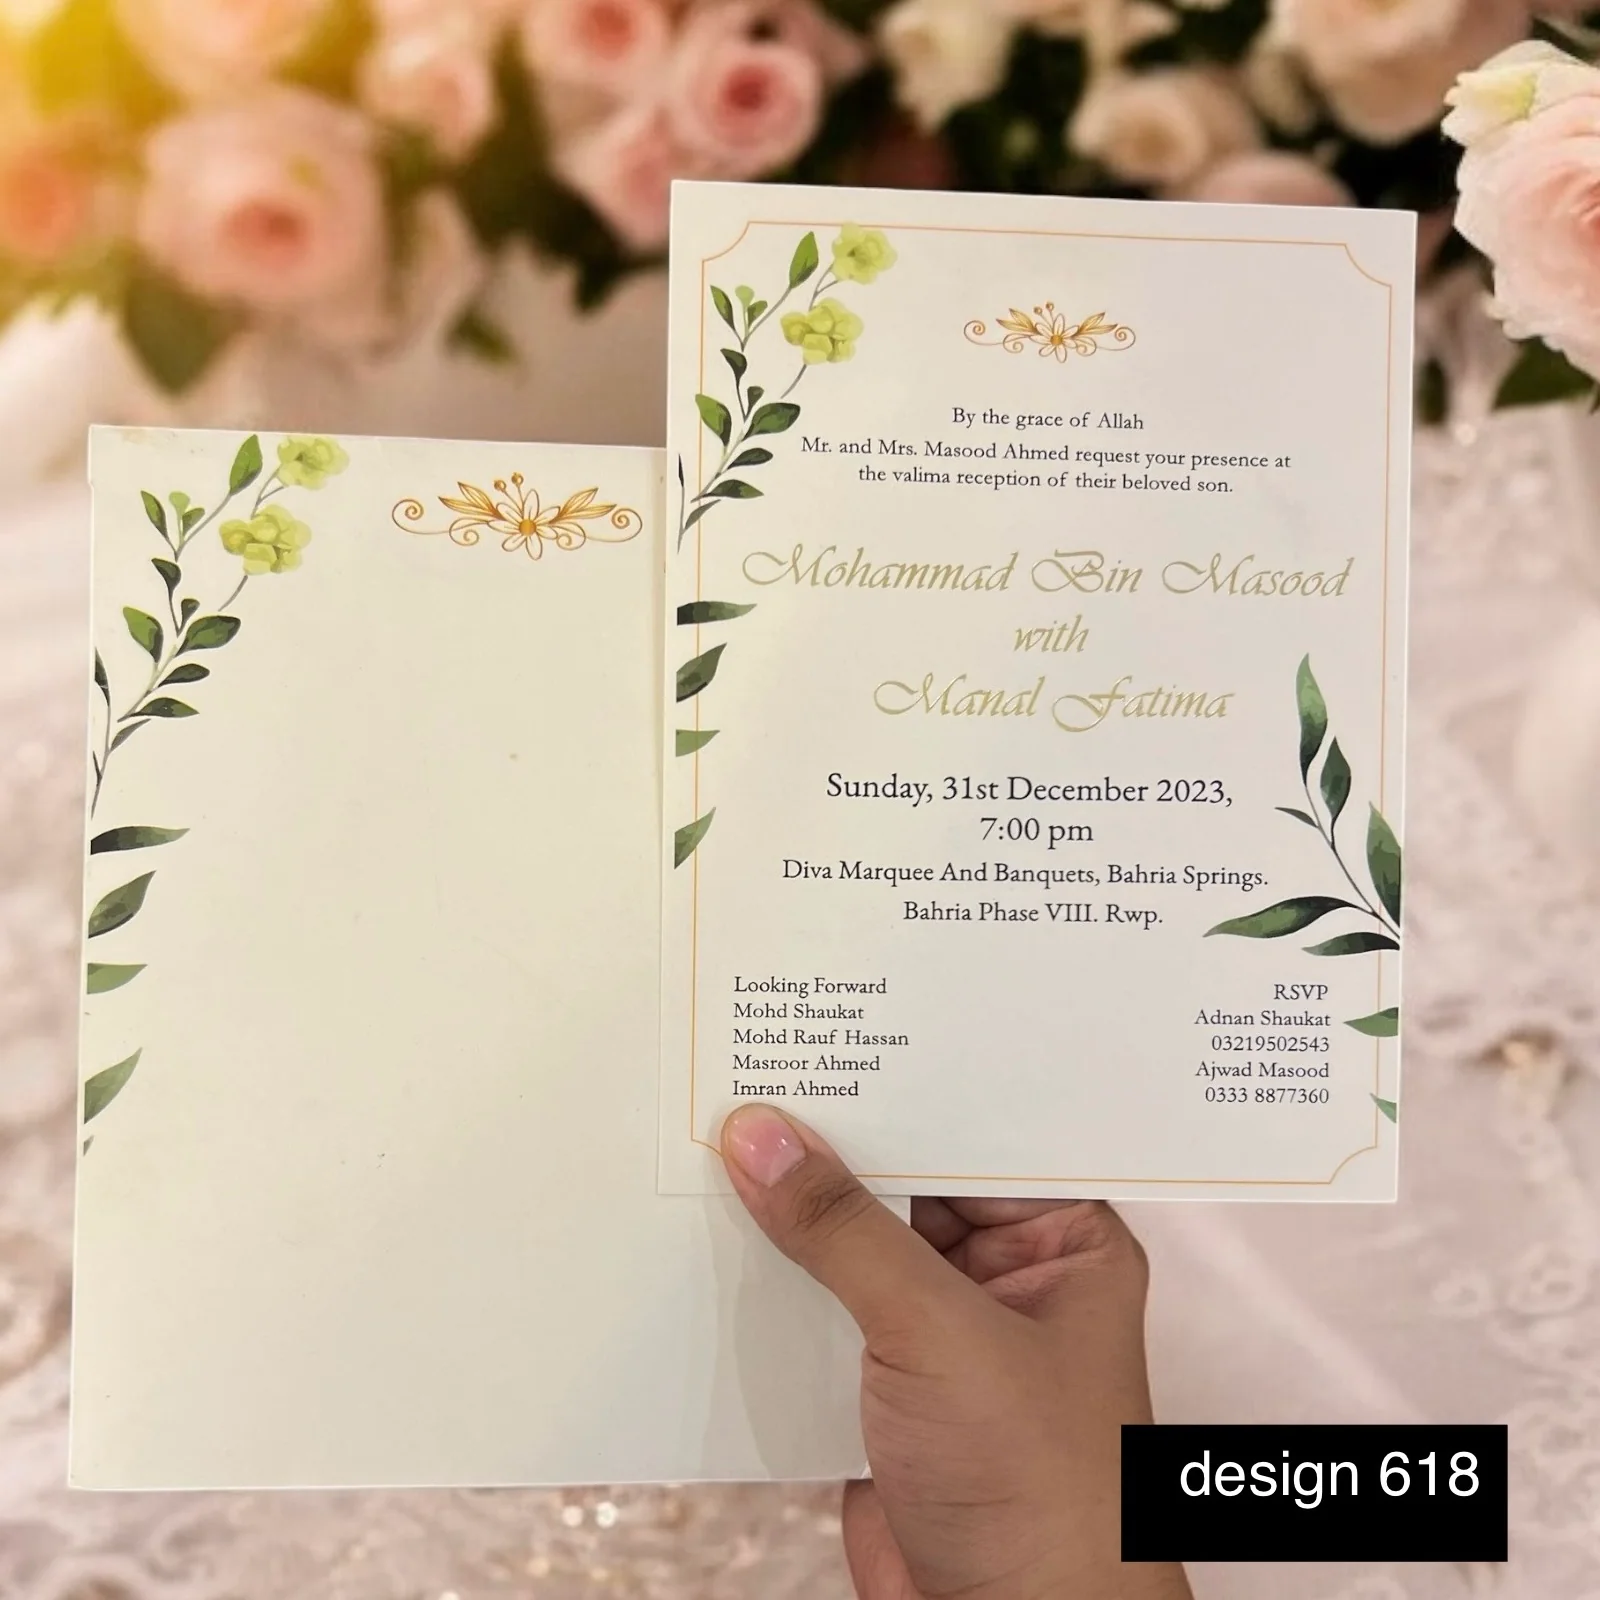 By the grace of Allah
Mr. and Mrs. Masood Ahmed request your presence at
the valima reception of their beloved son.
Mohammad Bin Masood
with
Manal Fatima
Sunday, 31st December 2023,
7:00 pm
Diva Marquee And Banquets, Bahria Springs.
Bahria Phase VIII. Rwp.
Looking Forward
Mohd Shaukat
Mohd Rauf Hassan
Masroor Ahmed
Imran Ahmed
RSVP
Adnan Shaukat
03219502543
Ajwad Masood
0333 8877360
design 618